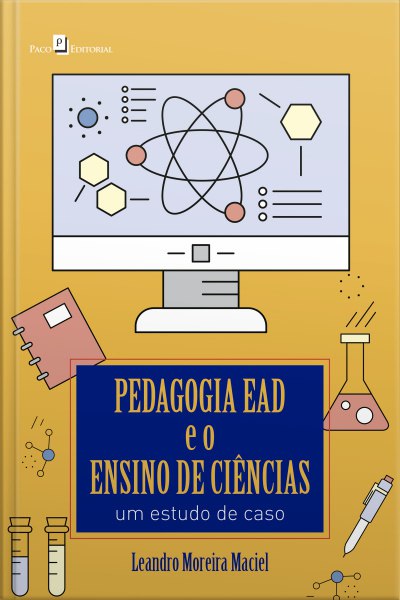 PACO EDITORIAL
PEDAGOGIA EAD
e o
ENSINO DE CIÊNCIAS
um estudo de caso
Leandro Moreira Maciel